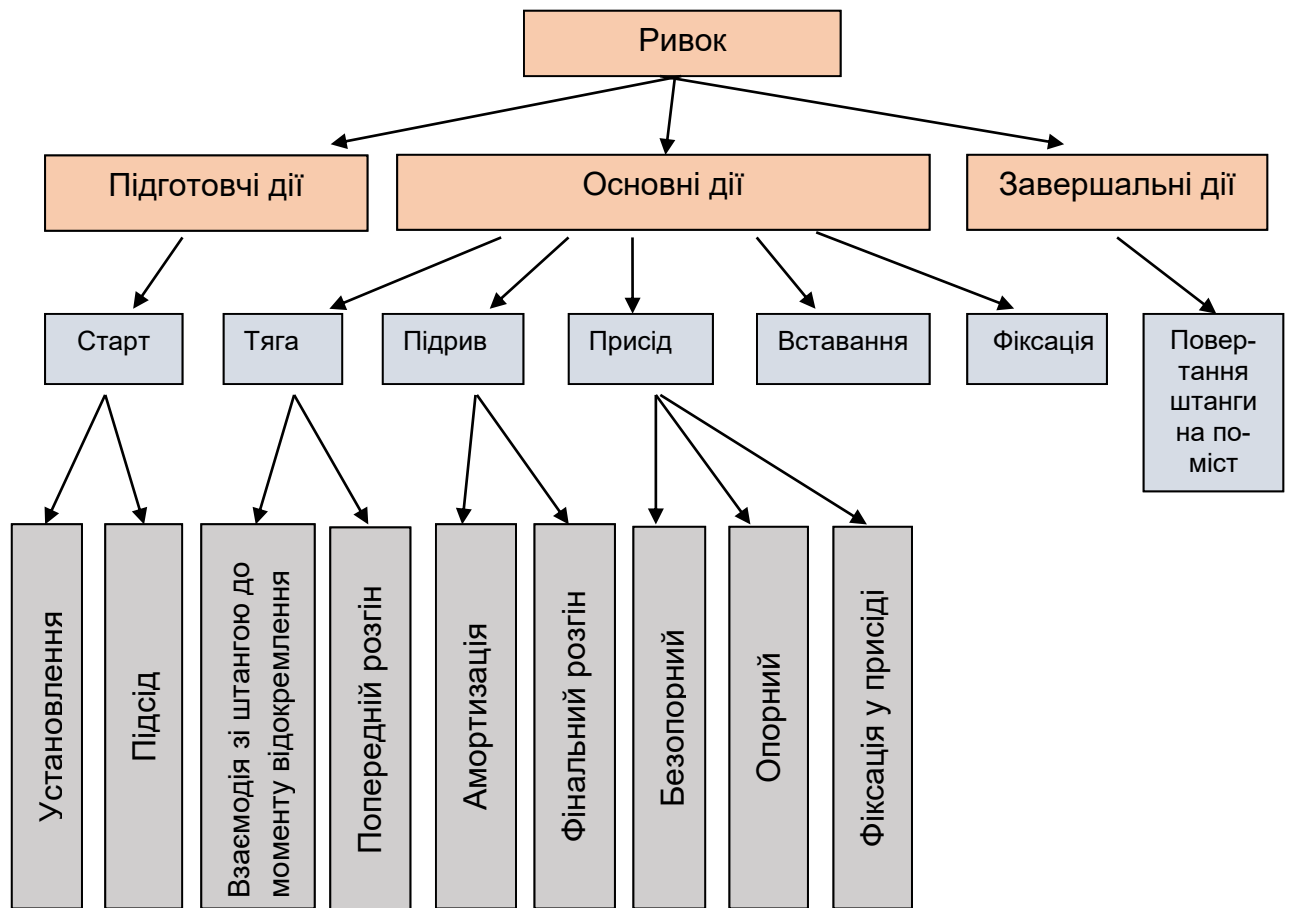 Ривок
Підготовчі дії
Основні дії
Завершальні дії
Старт
Тяга
Підрив
Присід
Вставання
Фіксація
Повер-
тання
штанги
на по-
міст
Установлення
Підсід
Взаємодія зі штангою до
моменту відокремлення
Попередній розгін
Амортизація
Фінальний розгін
Безопорний
Опорний
Фіксація у присіді